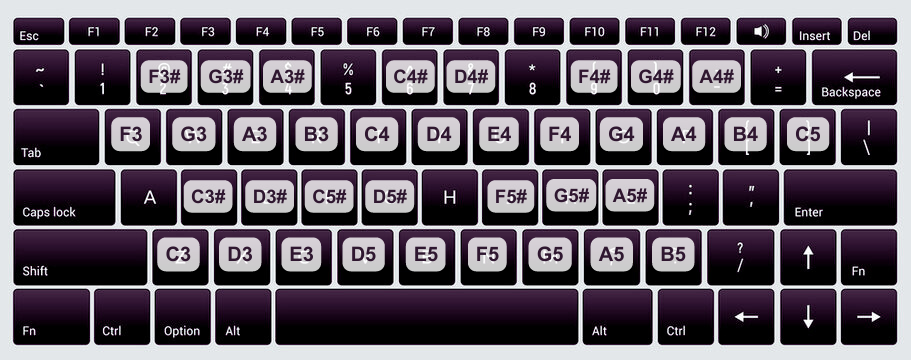 Esc F1 F2 F3 F4 F5 F6 F7 F8 F9 F10 F11 F12 Insert Del
~ ! F3# G3# A3# % C4# D4# * F4# G4# A4# + Backspace
` 1 5 8 =
Tab F3 G3 A3 B3 C4 D4 E4 F4 G4 A4 B4 C5 | \
Caps lock A C3# D3# C5# D5# H F5# G5# A5# : ; " ' Enter
Shift C3 D3 E3 D5 E5 F5 G5 A5 B5 ? / Fn
Fn Ctrl Option Alt Alt Ctrl